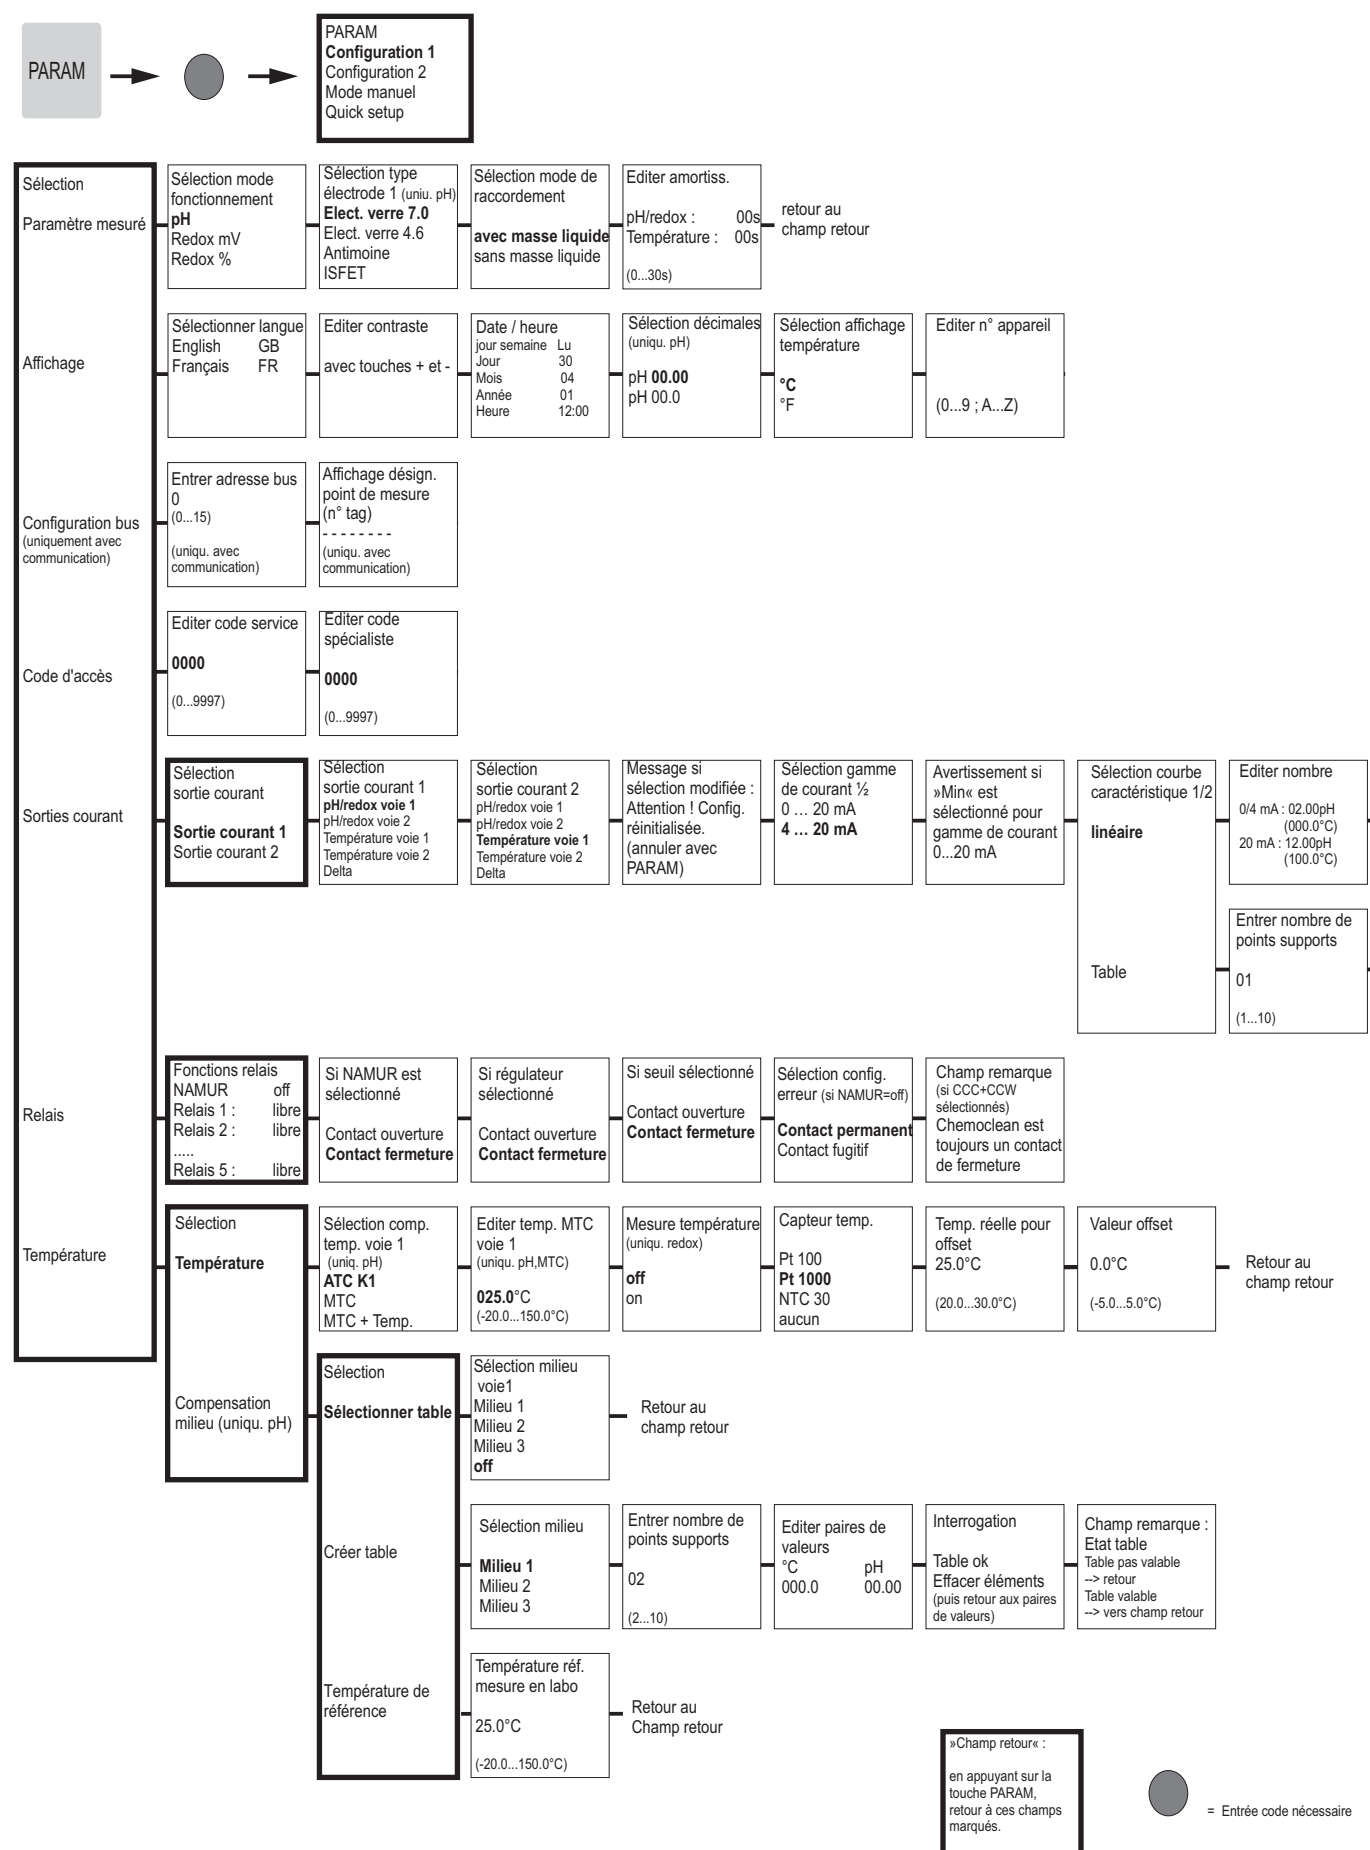 PARAM
PARAM
Configuration 1
Configuration 2
Mode manuel
Quick setup
Sélection
Paramètre mesuré
Sélection mode
fonctionnement
pH
Redox mV
Redox %
Sélection type
électrode 1 (uniu. pH)
Elect. verre 7.0
Elect. verre 4.6
Antimoine
ISFET
Sélection mode de
raccordement
avec masse liquide
sans masse liquide
Editer amortiss.
pH/redox : 00s
Température : 00s
(0...30s)
retour au
champ retour
Affichage
Sélectionner langue
English GB
Français FR
Editer contraste
avec touches + et -
Date / heure
jour semaine Lu
Jour 30
Mois 04
Année 01
Heure 12:00
Sélection décimales
(uniqu. pH)
pH 00.00
pH 00.0
Sélection affichage
température
°C
°F
Editer n° appareil
(0...9 ; A...Z)
Configuration bus
(uniquement avec
communication)
Entrer adresse bus
0
(0...15)
(uniqu. avec
communication)
Affichage désign.
point de mesure
(n° tag)
- - - - - - - -
(uniqu. avec
communication)
Code d'accès
Editer code service
0000
(0...9997)
Editer code
spécialiste
0000
(0...9997)
Sorties courant
Sélection
sortie courant
Sortie courant 1
Sortie courant 2
Sélection
sortie courant 1
pH/redox voie 1
pH/redox voie 2
Température voie 1
Température voie 2
Delta
Sélection
sortie courant 2
pH/redox voie 1
pH/redox voie 2
Température voie 1
Température voie 2
Delta
Message si
sélection modifiée :
Attention ! Config.
réinitialisée.
(annuler avec
PARAM)
Sélection gamme
de courant ½
0 … 20 mA
4 … 20 mA
Avertissement si
»Min« est
sélectionné pour
gamme de courant
0...20 mA
Sélection courbe
caractéristique 1/2
linéaire
Table
Editer nombre
0/4 mA : 02.00pH
(000.0°C)
20 mA : 12.00pH
(100.0°C)
Entrer nombre de
points supports
01
(1...10)
Relais
Fonctions relais
NAMUR off
Relais 1 : libre
Relais 2 : libre
.....
Relais 5 : libre
Si NAMUR est
sélectionné
Contact ouverture
Contact fermeture
Si régulateur
sélectionné
Contact ouverture
Contact fermeture
Si seuil sélectionné
Contact ouverture
Contact fermeture
Sélection config.
erreur (si NAMUR=off)
Contact permanent
Contact fugitif
Champ remarque
(si CCC+CCW
sélectionnés)
Chemoclean est
toujours un contact
de fermeture
Température
Sélection
Température
Compensation
milieu (uniqu. pH)
Sélection comp.
temp. voie 1
(uniq. pH)
ATC K1
MTC
MTC + Temp.
Editer temp. MTC
voie 1
(uniqu. pH,MTC)
025.0°C
(-20.0...150.0°C)
Mesure température
(uniqu. redox)
off
on
Capteur temp.
Pt 100
Pt 1000
NTC 30
aucun
Temp. réelle pour
offset
25.0°C
(20.0...30.0°C)
Valeur offset
0.0°C
(-5.0...5.0°C)
Retour au
champ retour
Sélection
Sélectionner table
Sélection milieu
voie1
Milieu 1
Milieu 2
Milieu 3
off
Retour au
champ retour
Créer table
Sélection milieu
Milieu 1
Milieu 2
Milieu 3
Entrer nombre de
points supports
02
(2...10)
Editer paires de
valeurs
°C pH
000.0 00.00
Interrogation
Table ok
Effacer éléments
(puis retour aux paires
de valeurs)
Champ remarque :
Etat table
Table pas valable
--> retour
Table valable
--> vers champ retour
Température de
référence
Température réf.
mesure en labo
25.0°C
(-20.0...150.0°C)
Retour au
Champ retour
»Champ retour« :
en appuyant sur la
touche PARAM,
retour à ces champs
marqués.
= Entrée code nécessaire